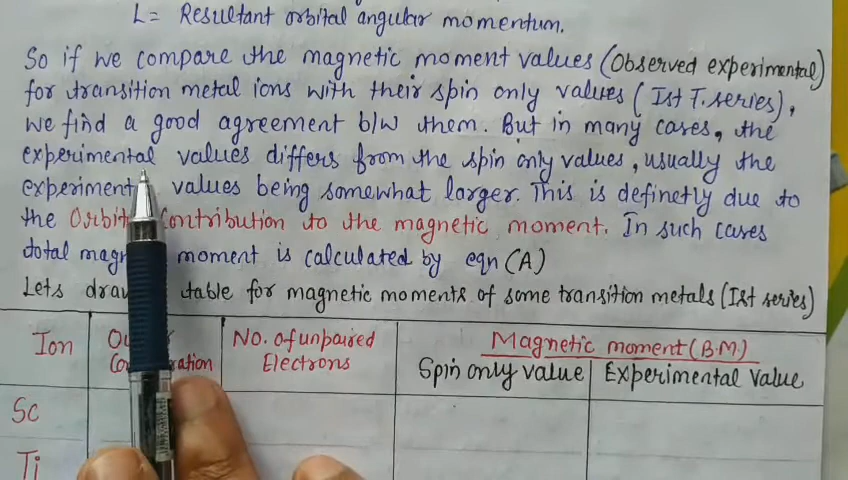 L = Resultant orbital angular momentum.
So if we compare the magnetic moment values (Observed experimental)
for transition metal ions with their spin only values (Ist T. series),
we find a good agreement b/w them. But in many cases, the
experimental values differs from the spin only values, usually the
experiment values being somewhat larger. This is definetly due to
the Orbit contribution to the magnetic moment. In such cases
total mag moment is calculated by eqn (A)
Lets draw table for magnetic moments of some transition metals (Ist series)
Ion
No. of unpaired Electrons
Magnetic moment (B.M.)
Spin only value
Experimental value
Sc
Ti